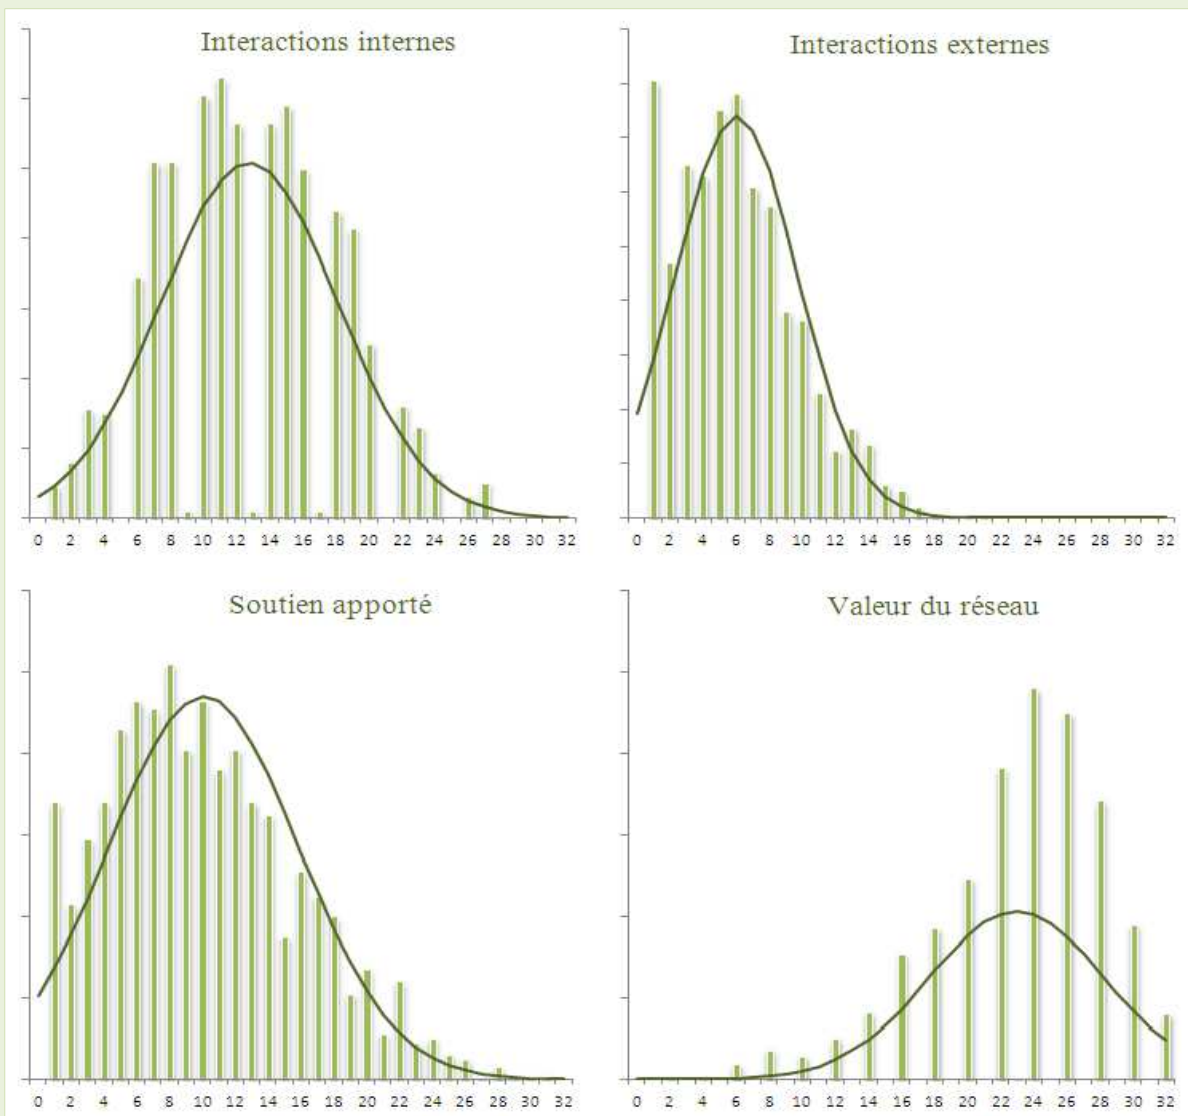 Interactions internes
0 2 4 6 8 10 12 14 16 18 20 22 24 26 28 30 32
Interactions externes
0 2 4 6 8 10 12 14 16 18 20 22 24 26 28 30 32
Soutien apporté
0 2 4 6 8 10 12 14 16 18 20 22 24 26 28 30 32
Valeur du réseau
0 2 4 6 8 10 12 14 16 18 20 22 24 26 28 30 32